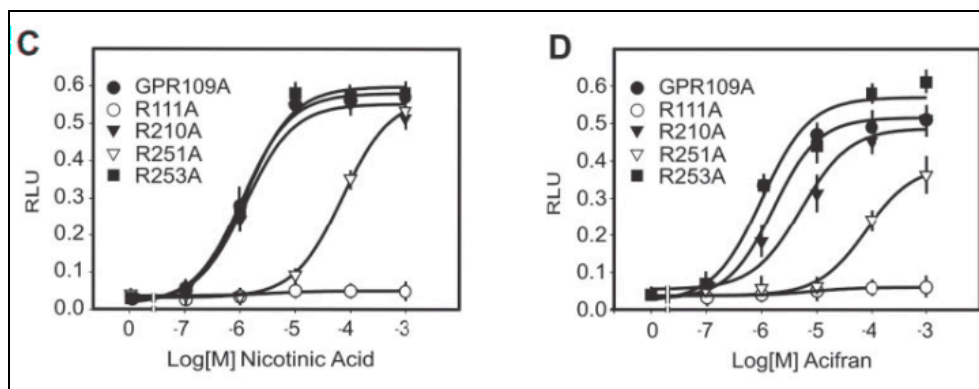 C
GPR109A
R111A
R210A
R251A
R253A
RLU
0.6
0.5
0.4
0.3
0.2
0.1
0.0
0 -7 -6 -5 -4 -3
Log[M] Nicotinic Acid
D
GPR109A
R111A
R210A
R251A
R253A
RLU
0.6
0.5
0.4
0.3
0.2
0.1
0.0
0 -7 -6 -5 -4 -3
Log[M] Acifran